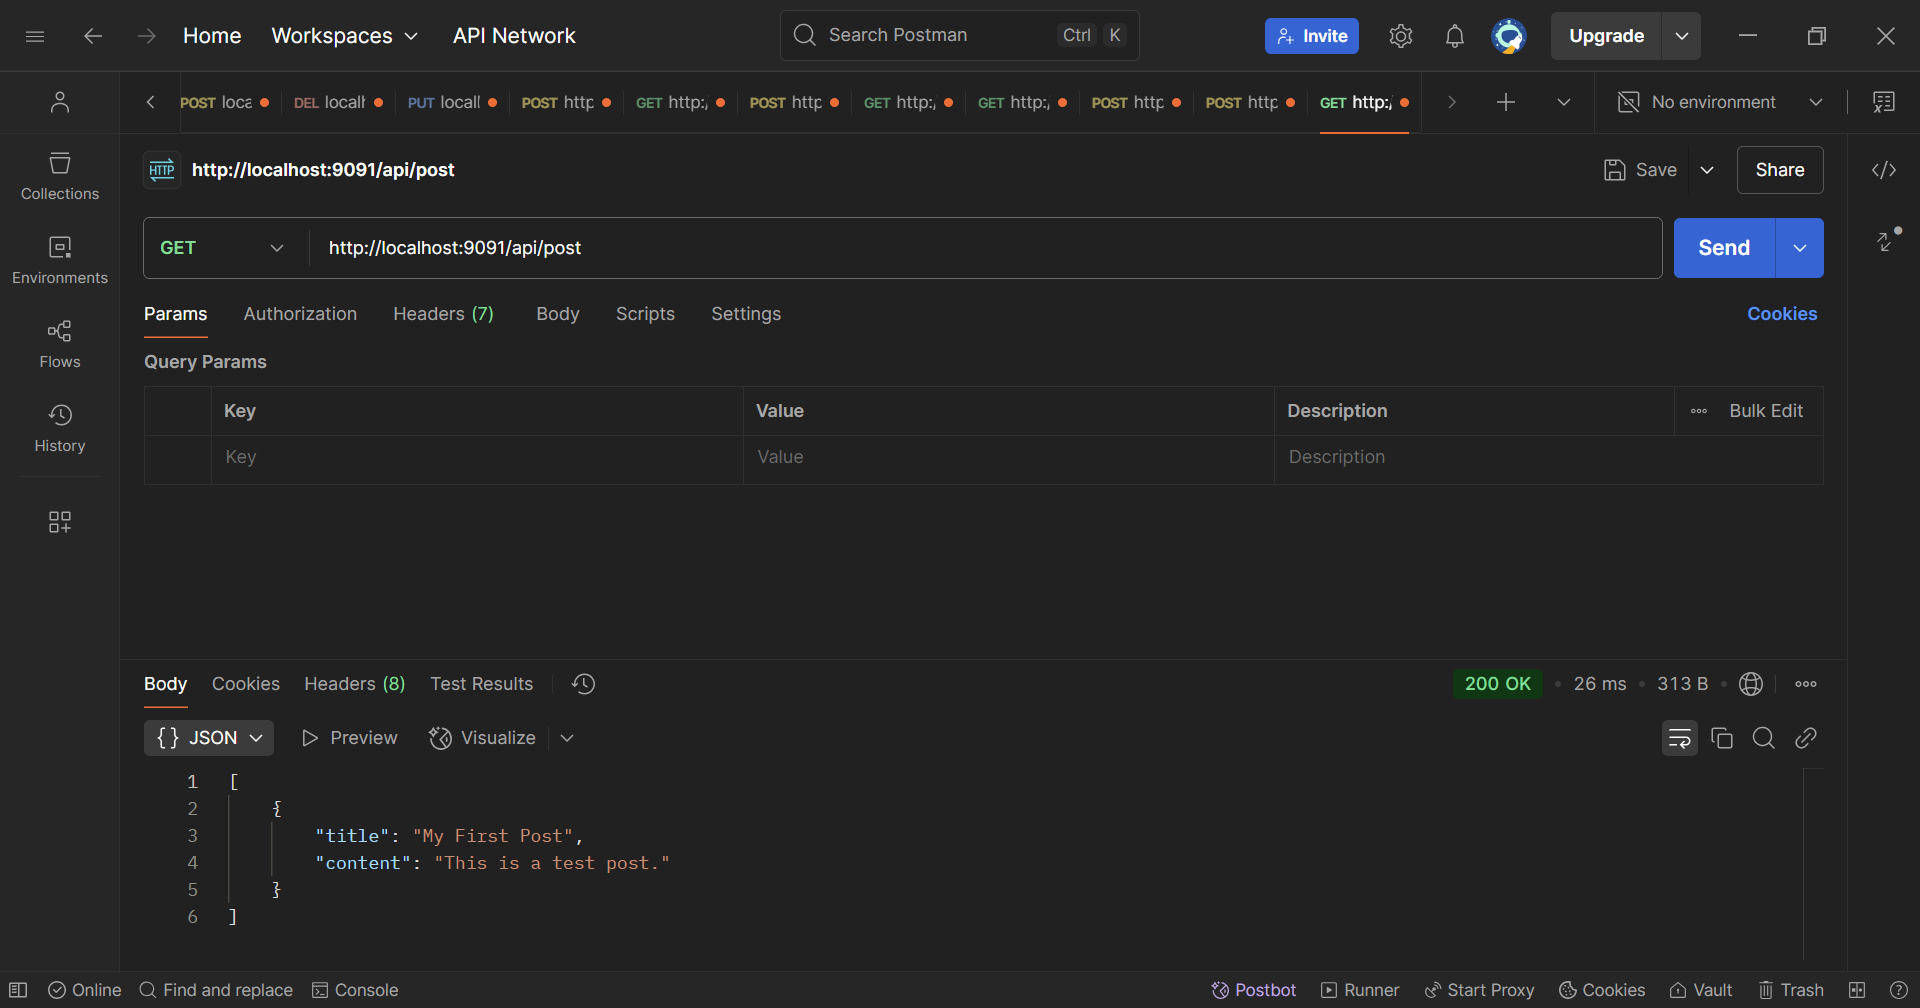 Home Workspaces API Network Search Postman Ctrl K Invite Upgrade
POST loca DEL localh PUT locall POST http GET http:/ POST http GET http:/ GET http:/ POST http POST http GET http:/ No environment
Collections
Environments
Flows
History
HTTP http://localhost:9091/api/post Save Share
GET http://localhost:9091/api/post Send
Params Authorization Headers (7) Body Scripts Settings Cookies
Query Params
Key Value Description Bulk Edit
Key Value Description
Body Cookies Headers (8) Test Results 200 OK • 26 ms • 313 B •
{} JSON Preview Visualize
1 [
2 {
3 "title": "My First Post",
4 "content": "This is a test post."
5 }
6 ]
Online Find and replace Console Postbot Runner Start Proxy Cookies Vault Trash